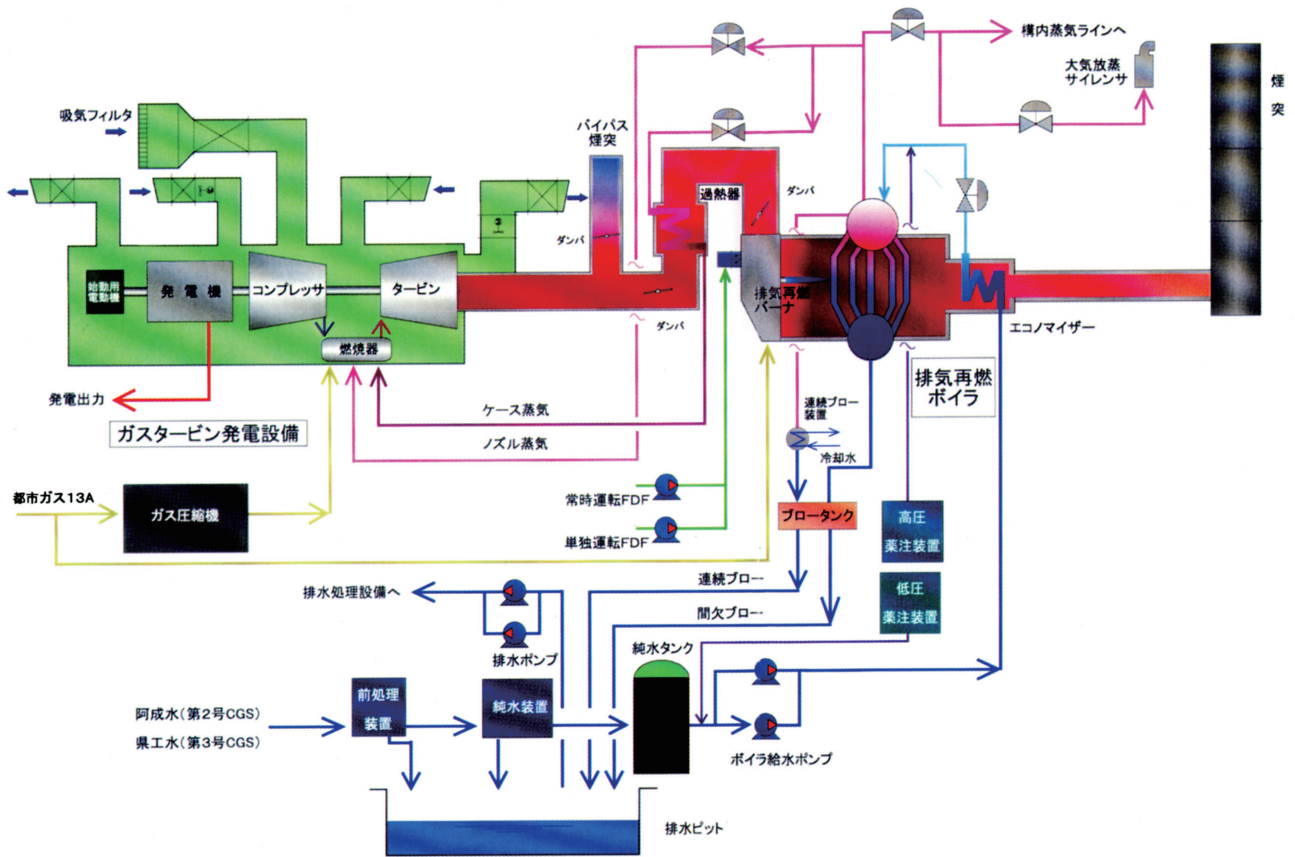 構内蒸気ラインへ
大気放蒸
サイレンサ
煙
突
吸気フィルタ
バイパス
煙突
過熱器
ダンパ
ダンパ
ダンパ
始動用
電動機
発電機
コンプレッサ
タービン
燃焼器
排気再燃
バーナ
エコノマイザー
発電出力
ガスタービン発電設備
ケース蒸気
ノズル蒸気
連続ブロー
装置
冷却水
排気再燃
ボイラ
都市ガス13A
ガス圧縮機
常時運転FDF
単独運転FDF
ブロータンク
高圧
薬注装置
低圧
薬注装置
排水処理設備へ
排水ポンプ
連続ブロー
間欠ブロー
純水タンク
前処理
装置
純水装置
阿成水(第2号CGS)
県工水(第3号CGS)
ボイラ給水ポンプ
排水ピット